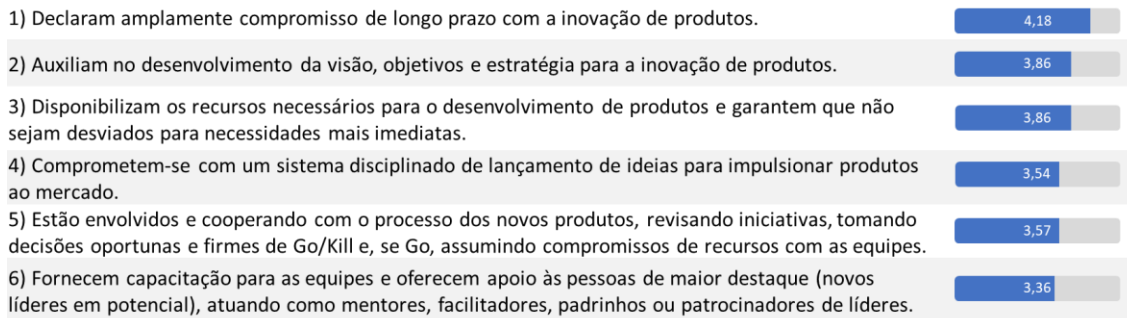 1) Declaram amplamente compromisso de longo prazo com a inovação de produtos.
4,18
2) Auxiliam no desenvolvimento da visão, objetivos e estratégia para a inovação de produtos.
3,86
3) Disponibilizam os recursos necessários para o desenvolvimento de produtos e garantem que não
sejam desviados para necessidades mais imediatas.
3,86
4) Comprometem-se com um sistema disciplinado de lançamento de ideias para impulsionar produtos
ao mercado.
3,54
5) Estão envolvidos e cooperando com o processo dos novos produtos, revisando iniciativas, tomando
decisões oportunas e firmes de Go/Kill e, se Go, assumindo compromissos de recursos com as equipes.
3,57
6) Fornecem capacitação para as equipes e oferecem apoio às pessoas de maior destaque (novos
líderes em potencial), atuando como mentores, facilitadores, padrinhos ou patrocinadores de líderes.
3,36